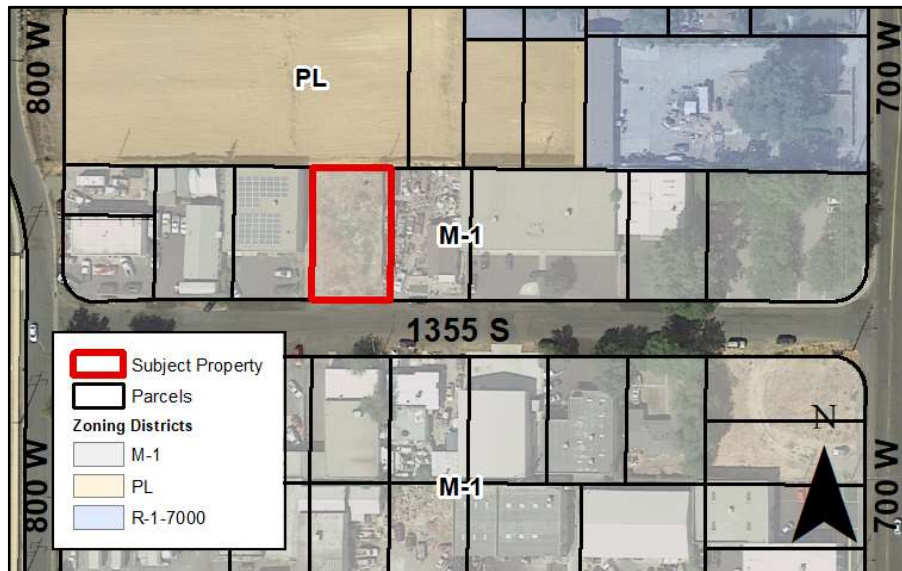 800 W
PL
700 W
M-1
1355 S
Subject Property
Parcels
Zoning Districts
M-1
PL
R-1-7000
M-1
N
800 W
700 W